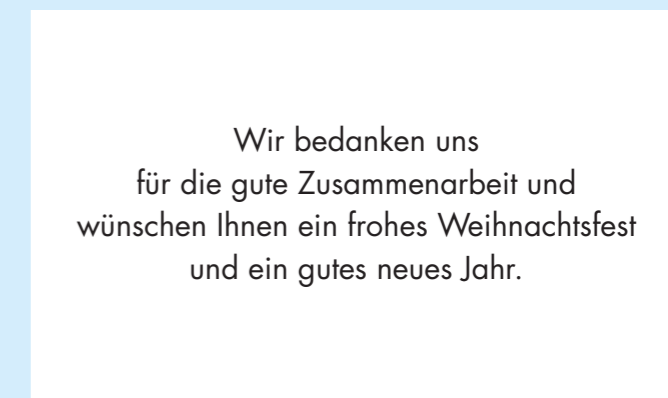 Wir bedanken uns
für die gute Zusammenarbeit und
wünschen Ihnen ein frohes Weihnachtsfest
und ein gutes neues Jahr.